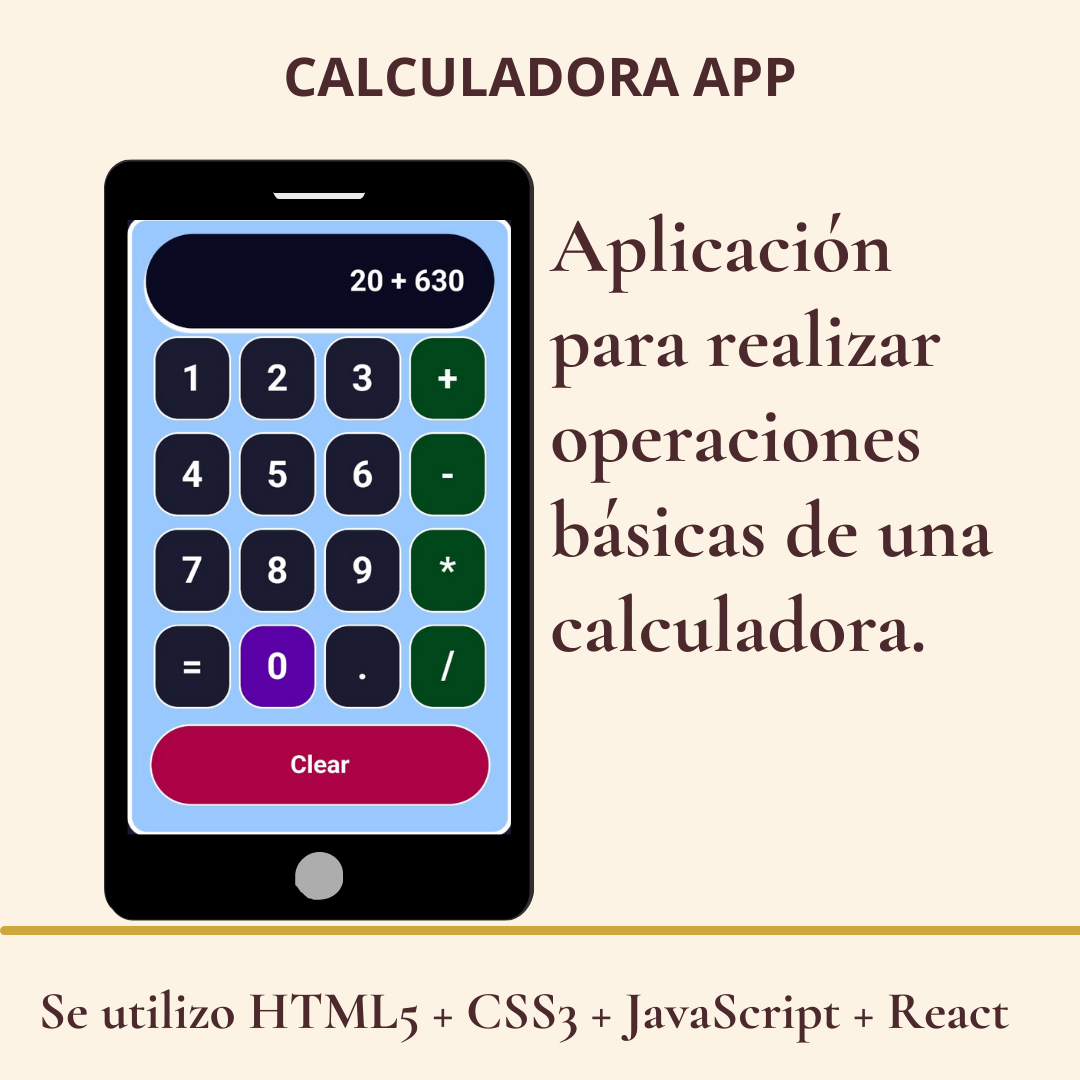 CALCULADORA APP
20 + 630
1 2 3 +
4 5 6 -
7 8 9 *
= 0 . /
Clear
Aplicación
para realizar
operaciones
básicas de una
calculadora.
Se utilizo HTML5 + CSS3 + JavaScript + React